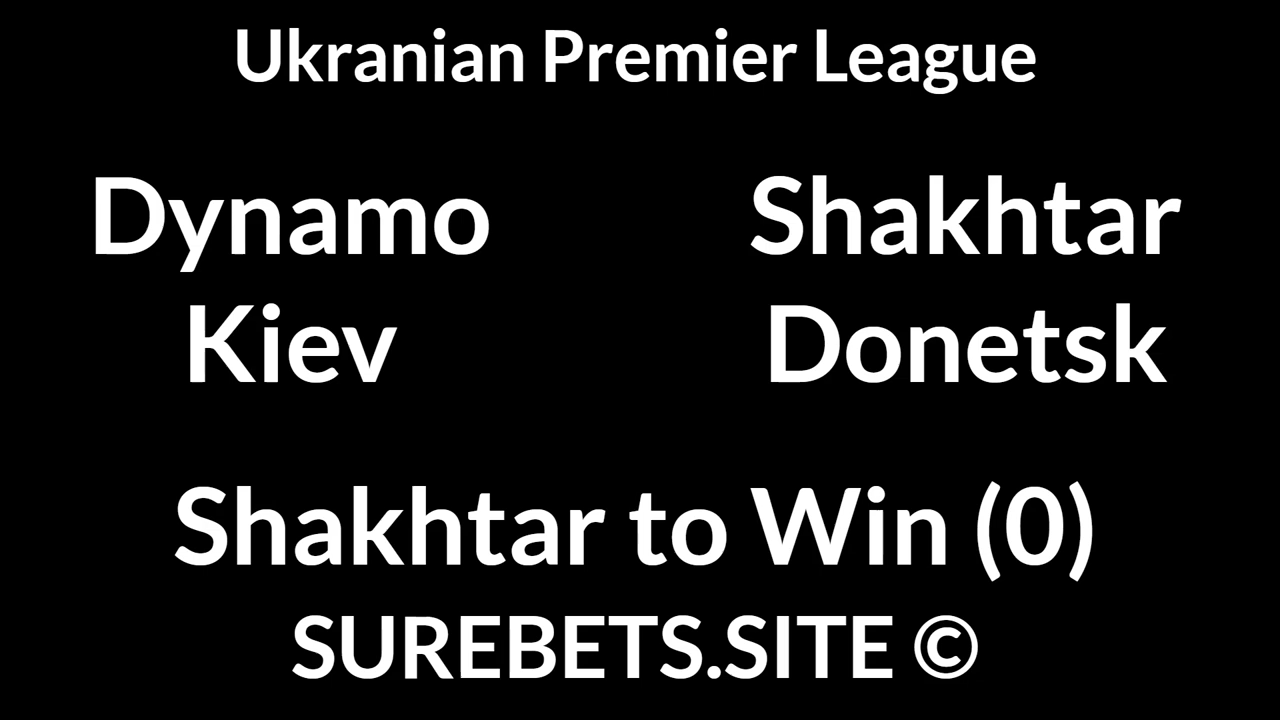 Ukranian Premier League
Dynamo
Kiev
Shakhtar
Donetsk
Shakhtar to Win (0)
SUREBETS.SITE ©